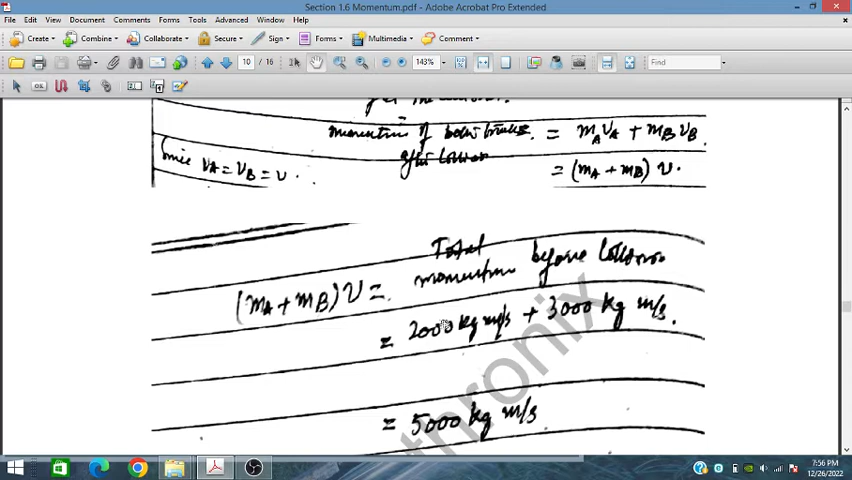 Section 1.6 Momentum.pdf - Adobe Acrobat Pro Extended
File Edit View Document Comments Forms Tools Advanced Window Help
Create Combine Collaborate Secure Sign Forms Multimedia Comment
10 / 16 143% Find
momentum of both after = mAVA + mBVB
Since VA = VB = V.
= (mA + mB) V.
Total
(mA + mB) V = momentum before collision
= 2000 kg m/s + 3000 kg m/s.
= 5000 kg m/s
thronix
7:56 PM
12/26/2022